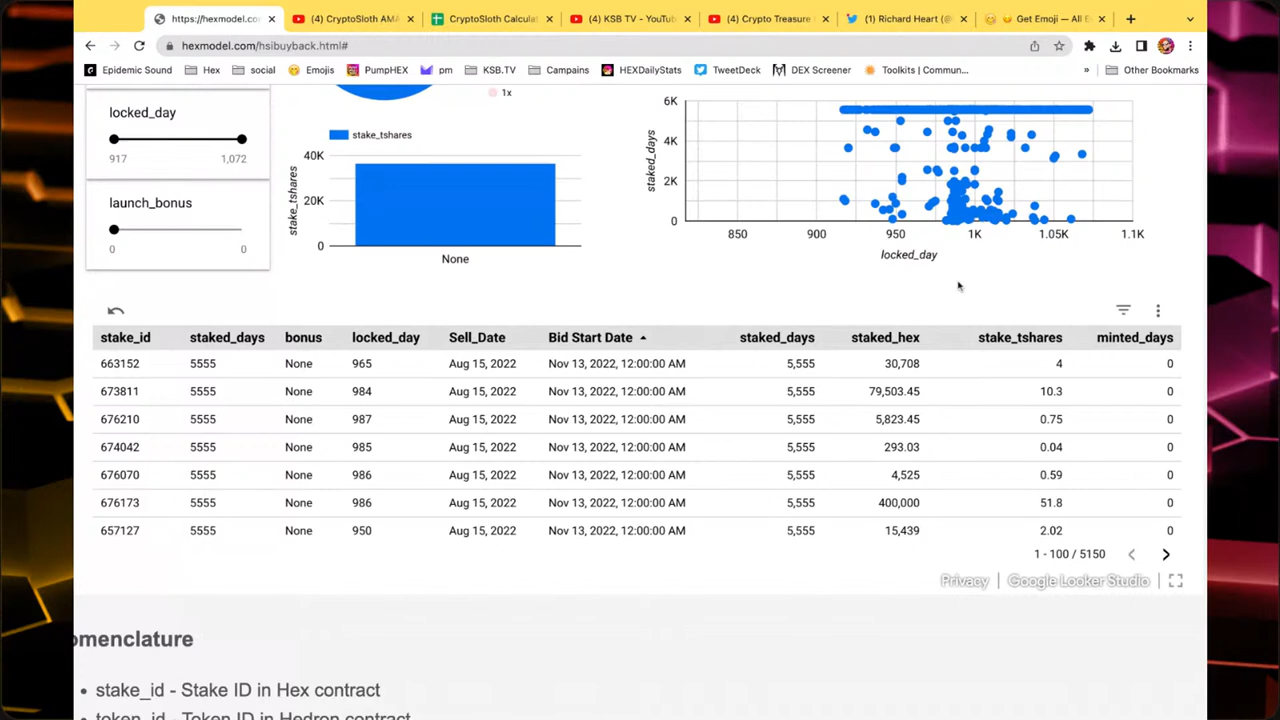 https://hexmodel.co
(4) CryptoSloth AMA
CryptoSloth Calcula
(4) KSB TV - YouTub
(4) Crypto Treasure
(1) Richard Heart (@
Get Emoji — All E
hexmodel.com/hsibuyback.html#
Epidemic Sound
Hex
social
Emojis
PumpHEX
pm
KSB.TV
Campains
HEXDailyStats
TweetDeck
DEX Screener
Toolkits | Commun...
»
Other Bookmarks
locked_day
917 1,072
launch_bonus
0 0
1x
stake_tshares
40K
20K
0
stake_tshares
None
6K
4K
2K
0
staked_days
850 900 950 1K 1.05K 1.1K
locked_day
stake_id staked_days bonus locked_day Sell_Date Bid Start Date staked_days staked_hex stake_tshares minted_days
663152 5555 None 965 Aug 15, 2022 Nov 13, 2022, 12:00:00 AM 5,555 30,708 4 0
673811 5555 None 984 Aug 15, 2022 Nov 13, 2022, 12:00:00 AM 5,555 79,503.45 10.3 0
676210 5555 None 987 Aug 15, 2022 Nov 13, 2022, 12:00:00 AM 5,555 5,823.45 0.75 0
674042 5555 None 985 Aug 15, 2022 Nov 13, 2022, 12:00:00 AM 5,555 293.03 0.04 0
676070 5555 None 986 Aug 15, 2022 Nov 13, 2022, 12:00:00 AM 5,555 4,525 0.59 0
676173 5555 None 986 Aug 15, 2022 Nov 13, 2022, 12:00:00 AM 5,555 400,000 51.8 0
657127 5555 None 950 Aug 15, 2022 Nov 13, 2022, 12:00:00 AM 5,555 15,439 2.02 0
1 - 100 / 5150
Privacy | Google Looker Studio |
omenclature
• stake_id - Stake ID in Hex contract
token_id - Token ID in Hedron contract